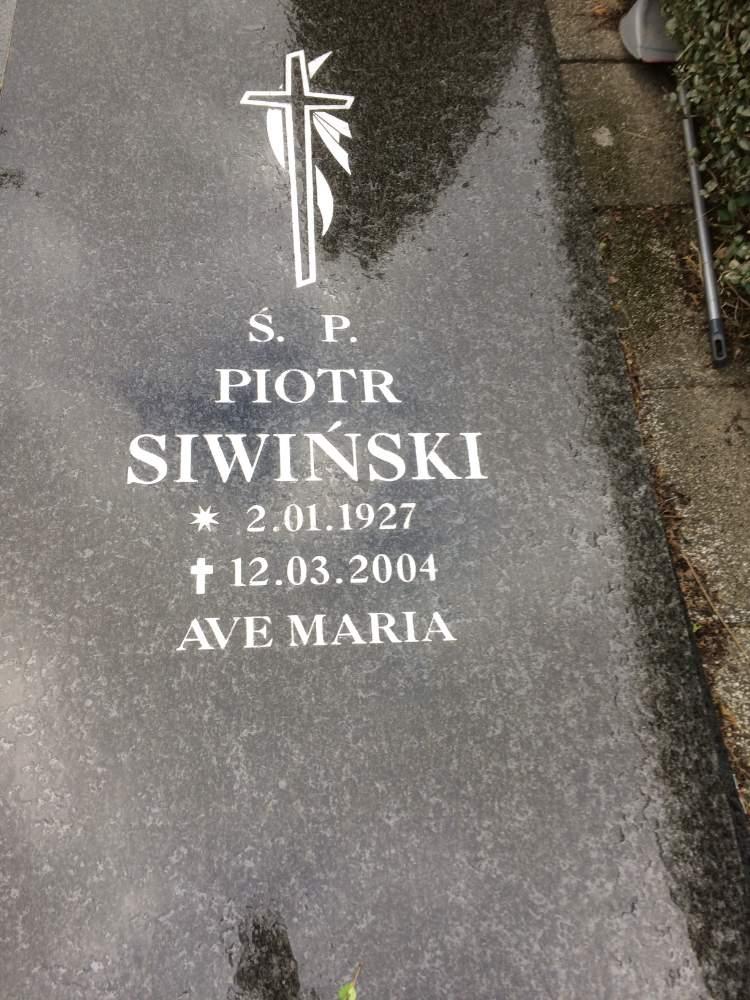 Ś. P.
PIOTR
SIWIŃSKI
✷ 2.01.1927
✝ 12.03.2004
AVE MARIA